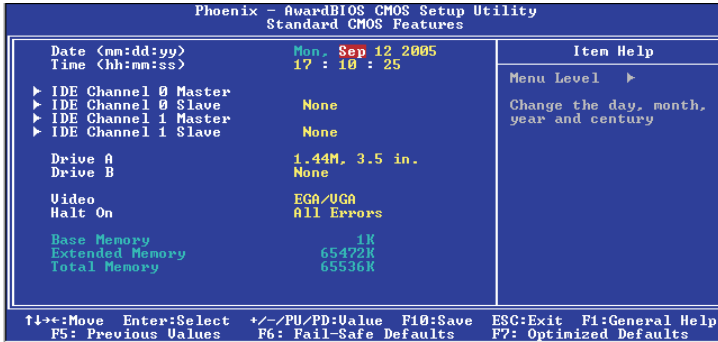 Phoenix - AwardBIOS CMOS Setup Utility
Standard CMOS Features
Date (mm:dd:yy) Mon, Sep 12 2005
Time (hh:mm:ss) 17 : 10 : 25
▶ IDE Channel 0 Master
▶ IDE Channel 0 Slave None
▶ IDE Channel 1 Master
▶ IDE Channel 1 Slave None
Drive A 1.44M, 3.5 in.
Drive B None
Video EGA/VGA
Halt On All Errors
Base Memory 1K
Extended Memory 65472K
Total Memory 65536K
Item Help
Menu Level ▶
Change the day, month,
year and century
↑↓→←:Move Enter:Select +/-/PU/PD:Value F10:Save ESC:Exit F1:General Help
F5: Previous Values F6: Fail-Safe Defaults F7: Optimized Defaults